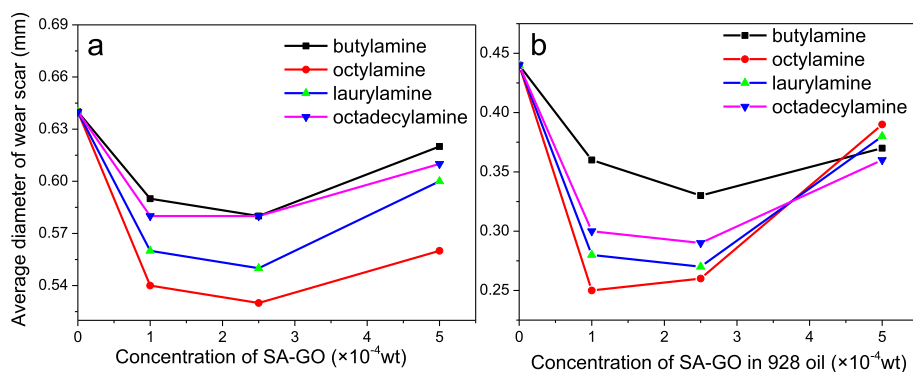 a
butylamine
octylamine
laurylamine
octadecylamine
0.69
0.66
0.63
0.60
0.57
0.54
Average diameter of wear scar (mm)
0 1 2 3 4 5
Concentration of SA-GO (×10⁻⁴wt)
b
butylamine
octylamine
laurylamine
octadecylamine
0.45
0.40
0.35
0.30
0.25
0 1 2 3 4 5
Concentration of SA-GO in 928 oil (×10⁻⁴wt)